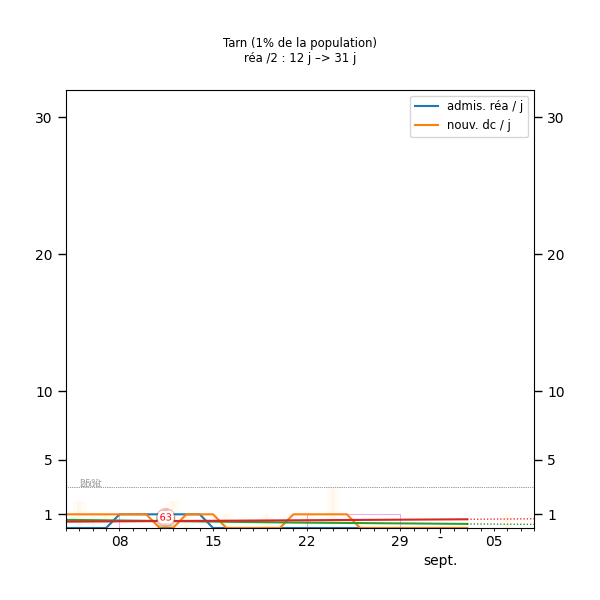 Tarn (1% de la population)
réa /2 : 12 j –> 31 j
admis. réa / j
nouv. dc / j
30 30
20 20
10 10
5 5
63
1 1
08 15 22 29 - 05
sept.